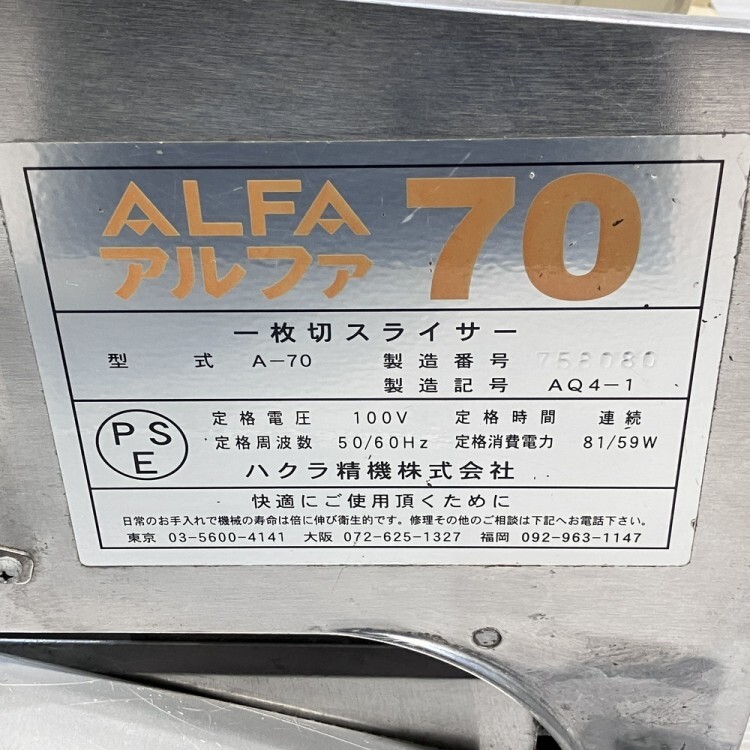 ALFA 70
アルファ
一枚切スライサー
型 式 A-70 製造番号 758080
製造記号 AQ4-1
PSE 定格電圧 100V 定格時間 連続
定格周波数 50/60Hz 定格消費電力 81/59W
ハクラ精機株式会社
快適にご使用頂くために
日常のお手入れで機械の寿命は倍に伸び衛生的です。修理その他のご相談は下記へお電話下さい。
東京 03-5600-4141 大阪 072-625-1327 福岡 092-963-1147